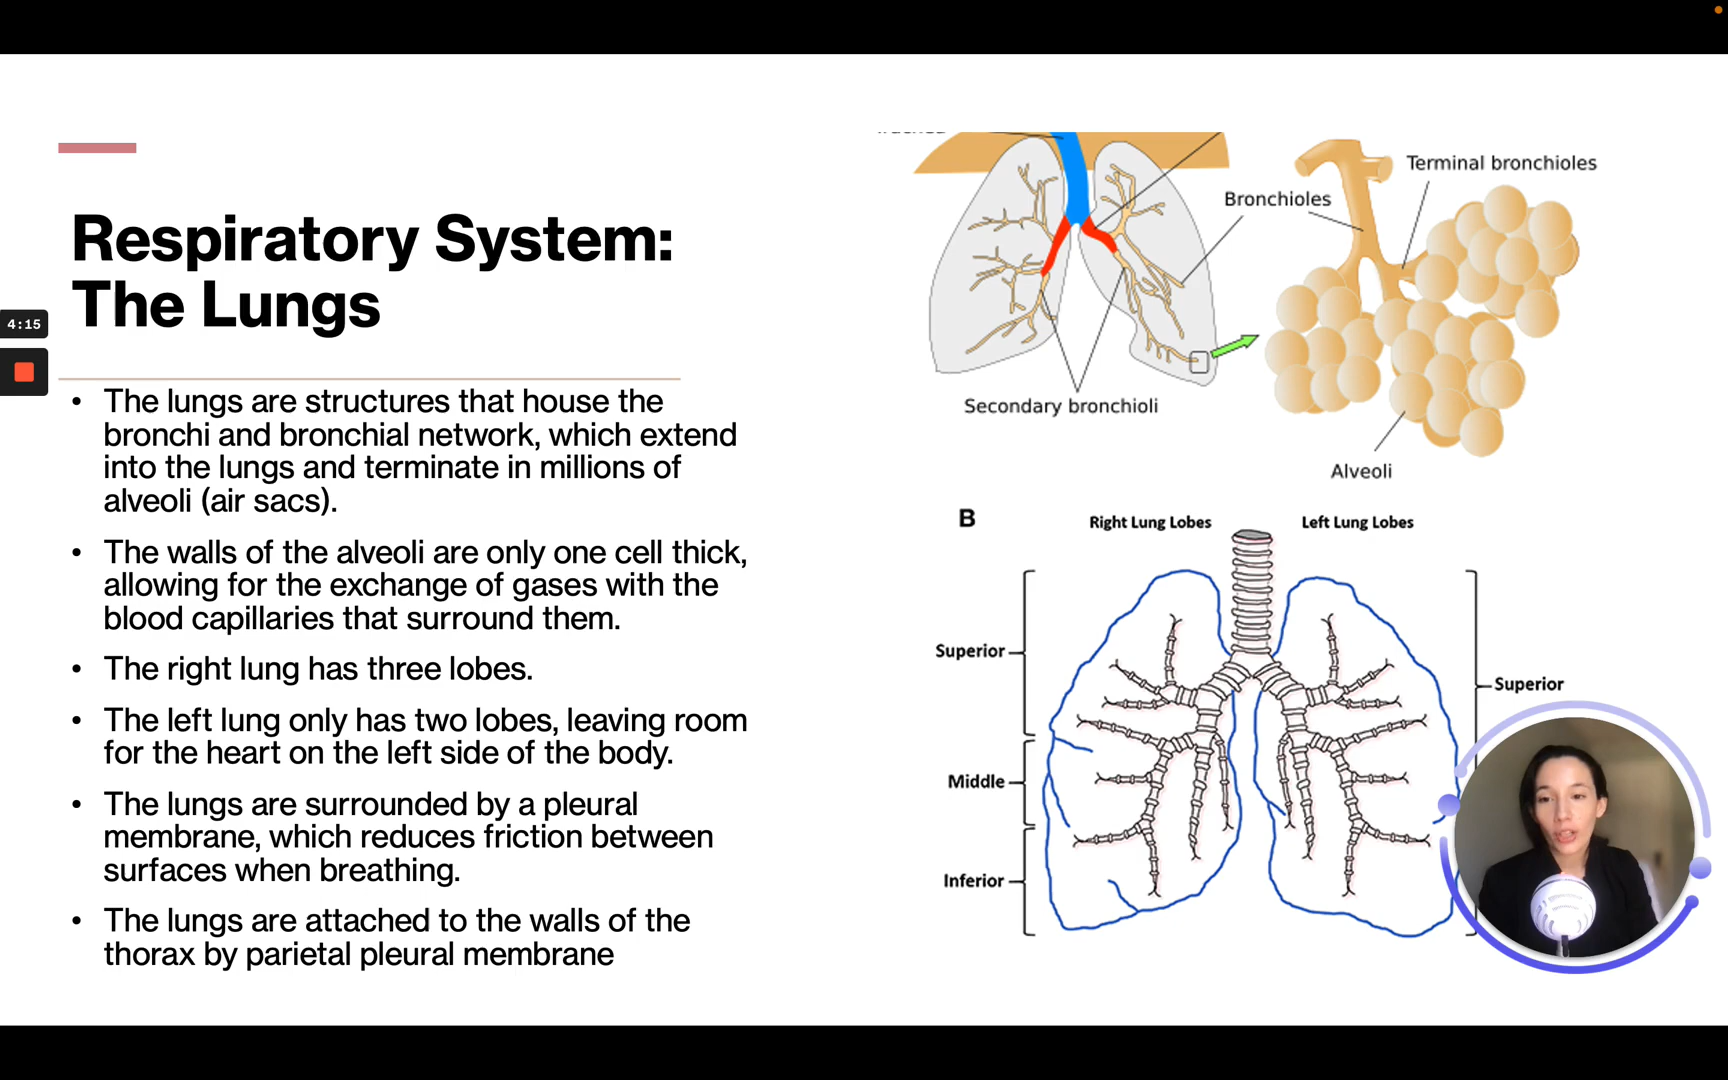 Respiratory System:
The Lungs
4:15
• The lungs are structures that house the
bronchi and bronchial network, which extend
into the lungs and terminate in millions of
alveoli (air sacs).
• The walls of the alveoli are only one cell thick,
allowing for the exchange of gases with the
blood capillaries that surround them.
• The right lung has three lobes.
• The left lung only has two lobes, leaving room
for the heart on the left side of the body.
• The lungs are surrounded by a pleural
membrane, which reduces friction between
surfaces when breathing.
• The lungs are attached to the walls of the
thorax by parietal pleural membrane
Terminal bronchioles
Bronchioles
Secondary bronchioli
Alveoli
B
Right Lung Lobes
Left Lung Lobes
Superior
Superior
Middle
Inferior